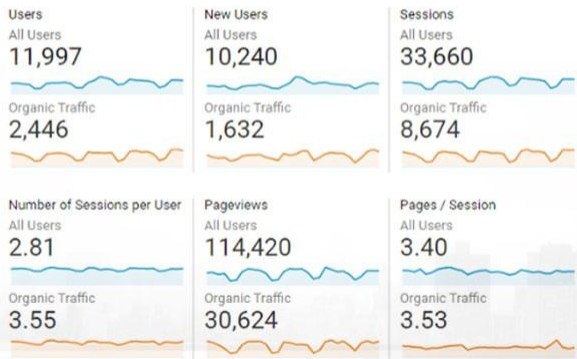 Users
All Users
11,997
Organic Traffic
2,446
New Users
All Users
10,240
Organic Traffic
1,632
Sessions
All Users
33,660
Organic Traffic
8,674
Number of Sessions per User
All Users
2.81
Organic Traffic
3.55
Pageviews
All Users
114,420
Organic Traffic
30,624
Pages / Session
All Users
3.40
Organic Traffic
3.53